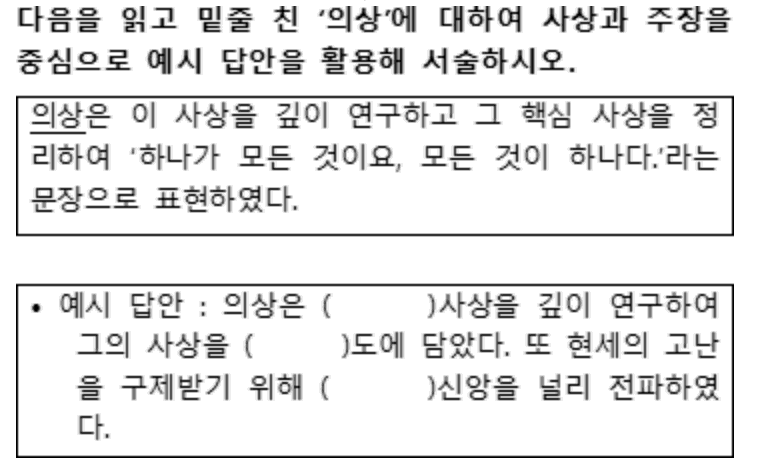 다음을 읽고 밑줄 친 ‘의상’에 대하여 사상과 주장을
중심으로 예시 답안을 활용해 서술하시오.
의상은 이 사상을 깊이 연구하고 그 핵심 사상을 정
리하여 ‘하나가 모든 것이요, 모든 것이 하나다.’라는
문장으로 표현하였다.
• 예시 답안 : 의상은 (      )사상을 깊이 연구하여
그의 사상을 (      )도에 담았다. 또 현세의 고난
을 구제받기 위해 (      )신앙을 널리 전파하였
다.